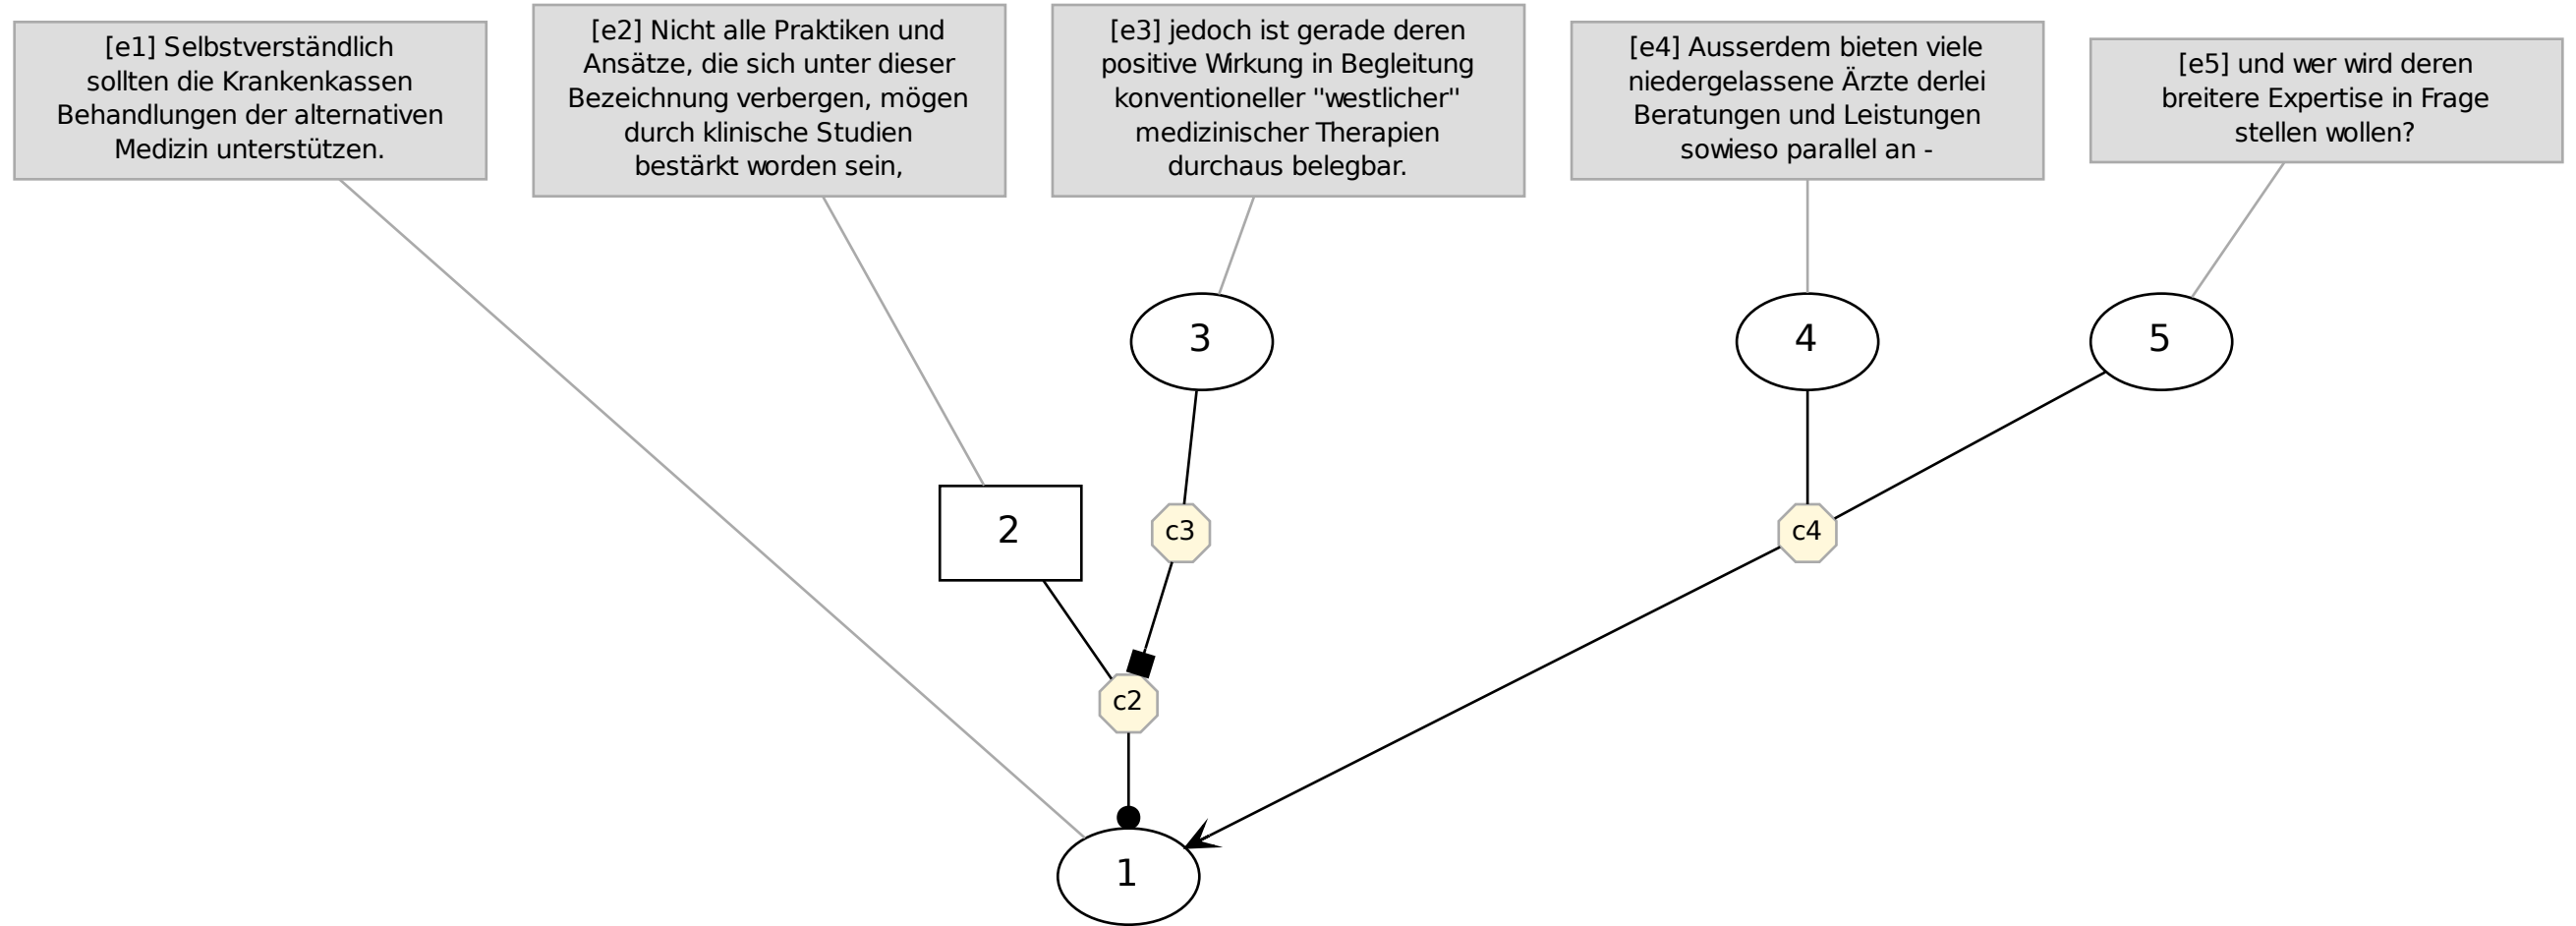 [e1] Selbstverständlich
sollten die Krankenkassen
Behandlungen der alternativen
Medizin unterstützen.
[e2] Nicht alle Praktiken und
Ansätze, die sich unter dieser
Bezeichnung verbergen, mögen
durch klinische Studien
bestärkt worden sein,
[e3] jedoch ist gerade deren
positive Wirkung in Begleitung
konventioneller "westlicher"
medizinischer Therapien
durchaus belegbar.
[e4] Ausserdem bieten viele
niedergelassene Ärzte derlei
Beratungen und Leistungen
sowieso parallel an -
[e5] und wer wird deren
breitere Expertise in Frage
stellen wollen?
3
4
5
2
c3
c4
c2
1